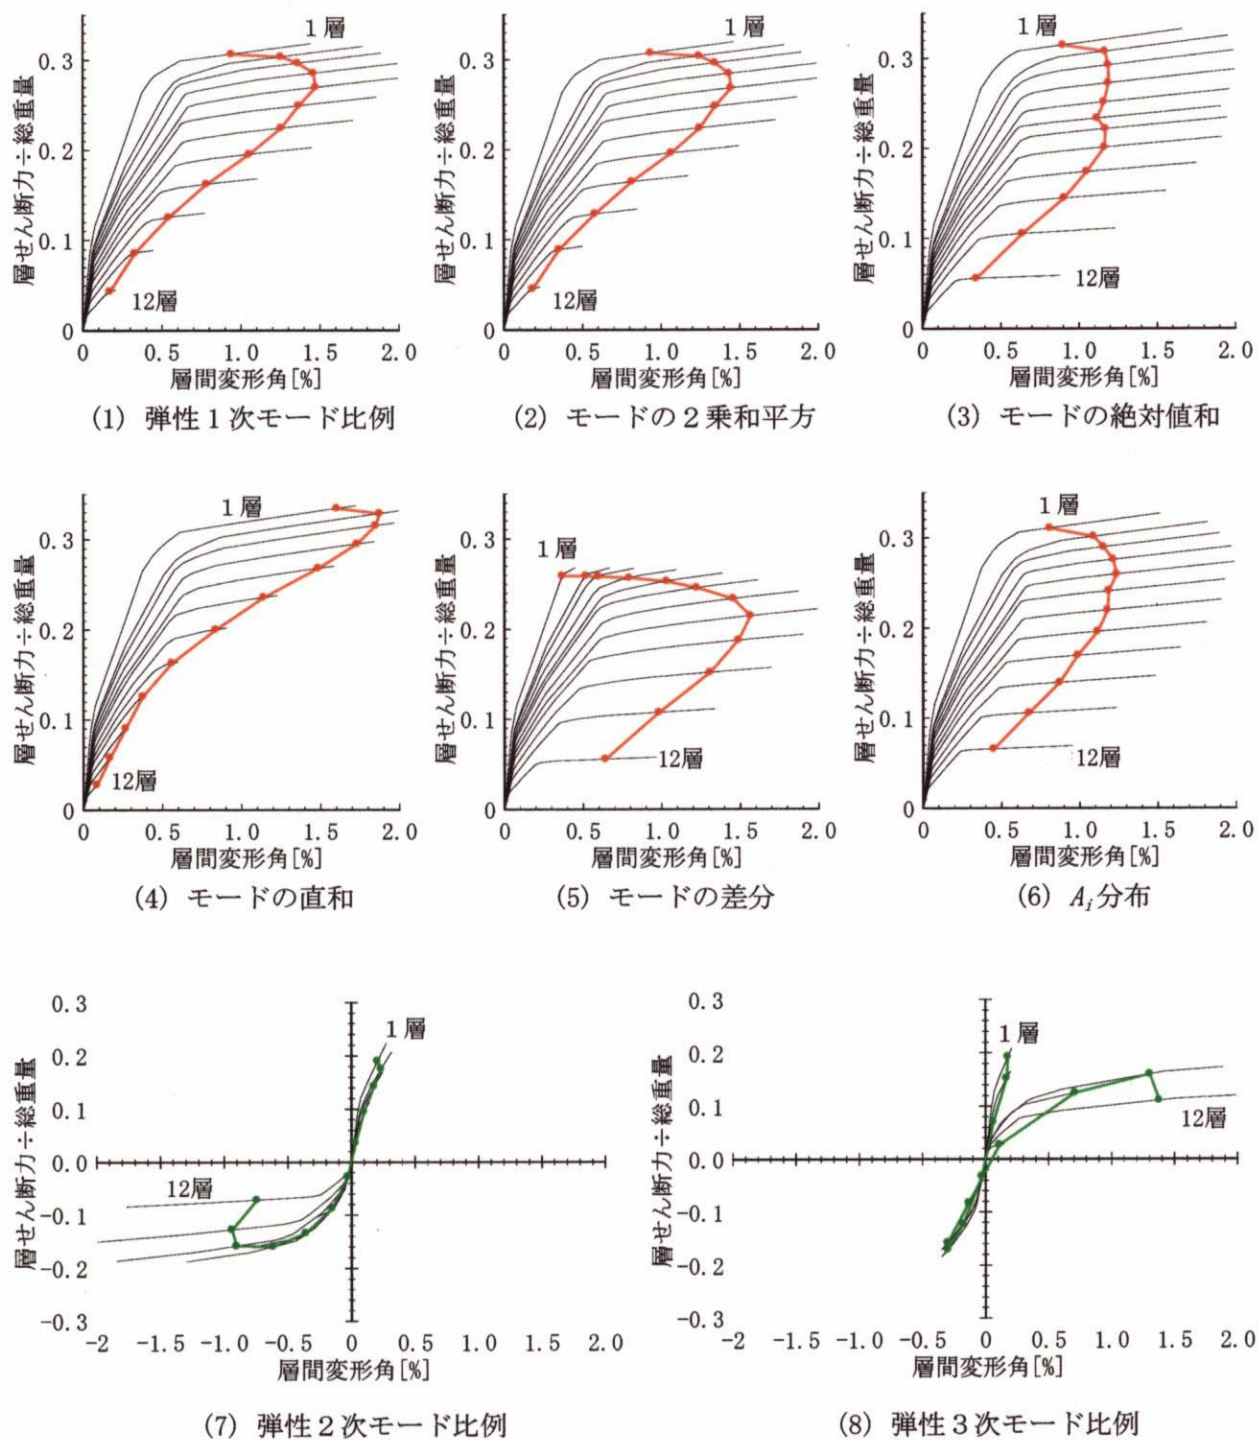 層せん断力÷総重量
0.3
0.2
0.1
0
1層
12層
0 0.5 1.0 1.5 2.0
層間変形角[%]
(1) 弾性1次モード比例
層せん断力÷総重量
0.3
0.2
0.1
0
1層
12層
0 0.5 1.0 1.5 2.0
層間変形角[%]
(2) モードの2乗和平方
層せん断力÷総重量
0.3
0.2
0.1
0
1層
12層
0 0.5 1.0 1.5 2.0
層間変形角[%]
(3) モードの絶対値和
層せん断力÷総重量
0.3
0.2
0.1
0
1層
12層
0 0.5 1.0 1.5 2.0
層間変形角[%]
(4) モードの直和
層せん断力÷総重量
0.3
0.2
0.1
0
1層
12層
0 0.5 1.0 1.5 2.0
層間変形角[%]
(5) モードの差分
層せん断力÷総重量
0.3
0.2
0.1
0
1層
12層
0 0.5 1.0 1.5 2.0
層間変形角[%]
(6) Ai分布
層せん断力÷総重量
0.3
0.2
0.1
0.0
-0.1
-0.2
-0.3
1層
12層
-2 -1.5 -1.0 -0.5 0 0.5 1.0 1.5 2.0
層間変形角[%]
(7) 弾性2次モード比例
層せん断力÷総重量
0.3
0.2
0.1
0.0
-0.1
-0.2
-0.3
1層
12層
-2 -1.5 -1.0 -0.5 0 0.5 1.0 1.5 2.0
層間変形角[%]
(8) 弾性3次モード比例